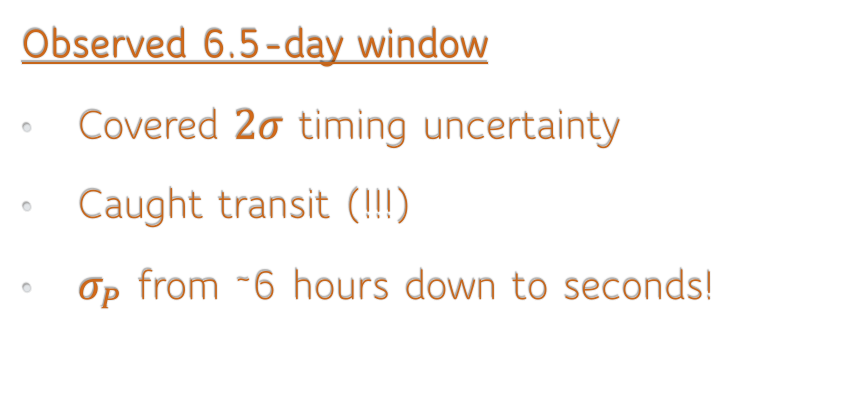 Observed 6.5-day window
• Covered 2σ timing uncertainty
• Caught transit (!!!)
• σP from ~6 hours down to seconds!